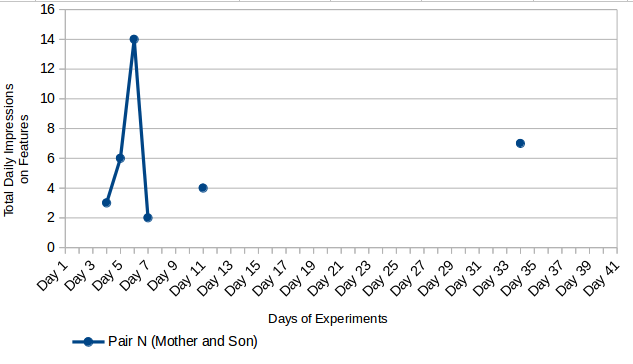 16
14
12
10
8
6
4
2
0
Total Daily Impressions
on Features
Day 1
Day 3
Day 5
Day 7
Day 9
Day 11
Day 13
Day 15
Day 17
Day 19
Day 21
Day 23
Day 25
Day 27
Day 29
Day 31
Day 33
Day 35
Day 37
Day 39
Day 41
Days of Experiments
Pair N (Mother and Son)